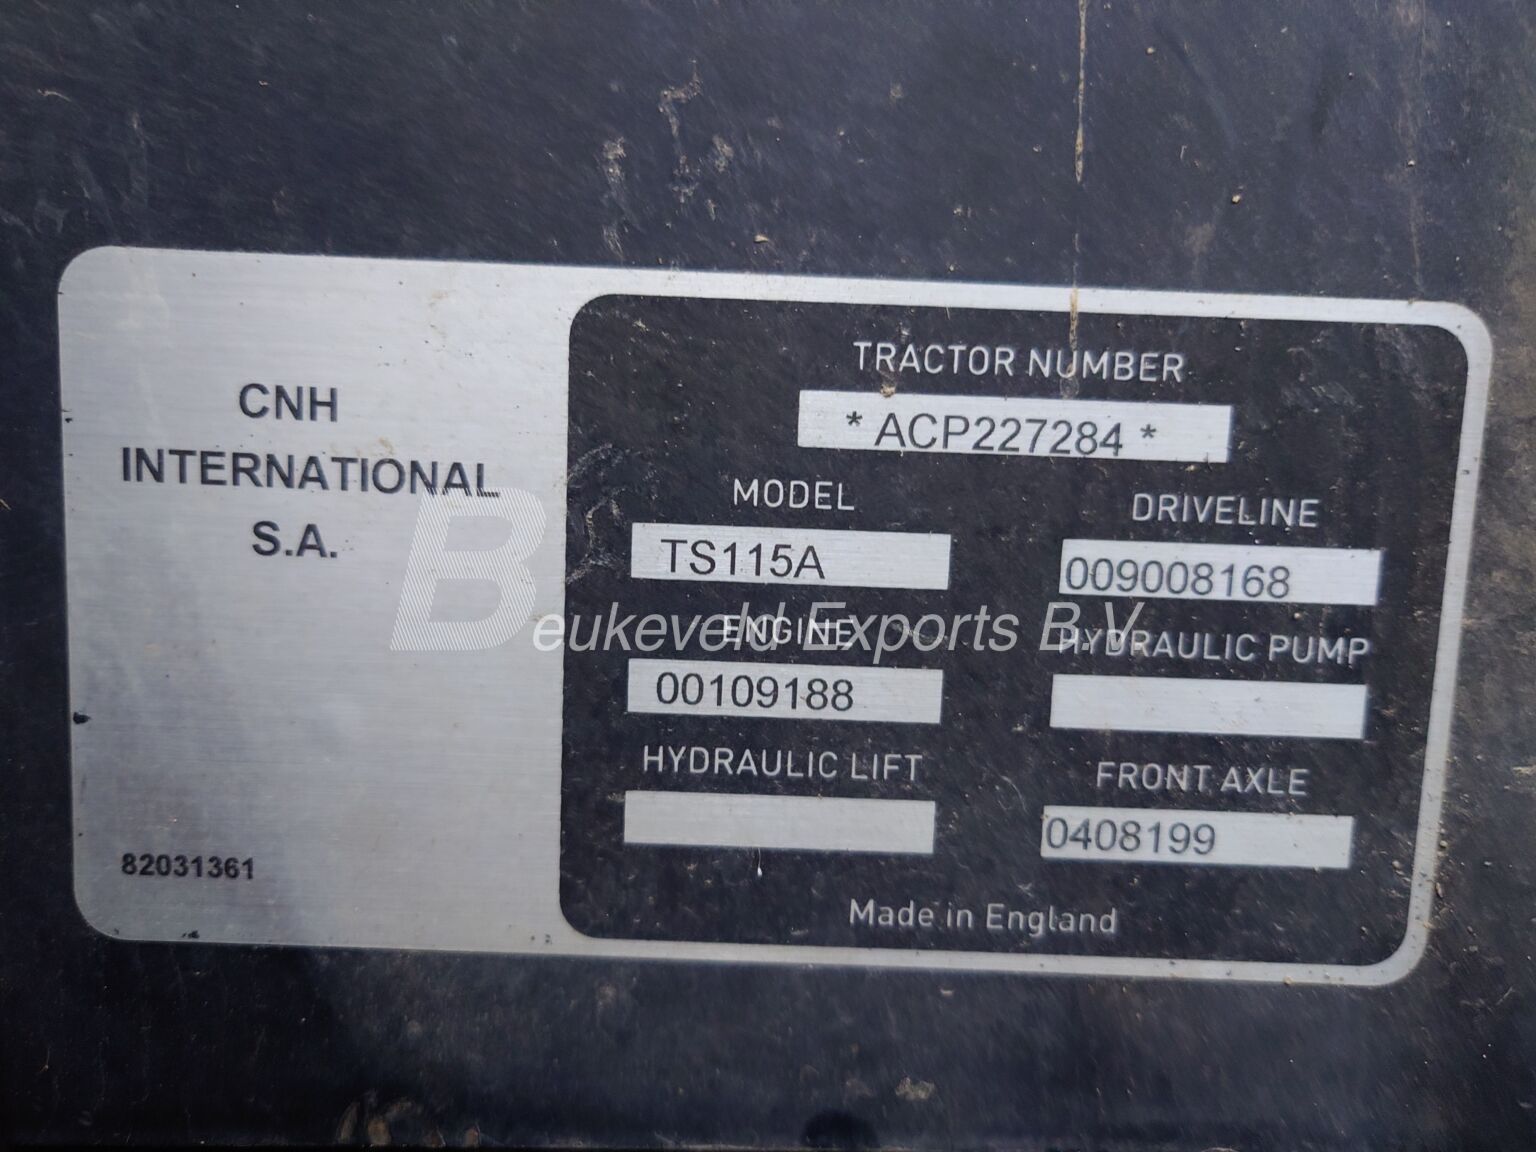 CNH
INTERNATIONAL
S.A.
82031361
TRACTOR NUMBER
* ACP227284 *
MODEL
TS115A
DRIVELINE
009008168
ENGINE
00109188
HYDRAULIC PUMP
HYDRAULIC LIFT
FRONT AXLE
0408199
Made in England
Beukeveld Exports B.V.